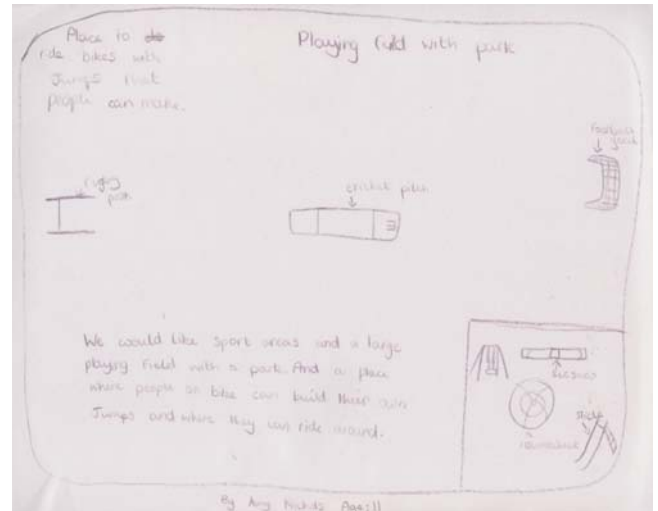 Place to do
ride bikes with
Jumps that
people can make.
Playing field with park
Football
goal
rugby
post
cricket pitch
We would like sport areas and a large
playing field with a park. And a place
where people on bike can build their own
Jumps and where they can ride around.
seesaws
slide
roundabout
By Amy Nichols Age:11